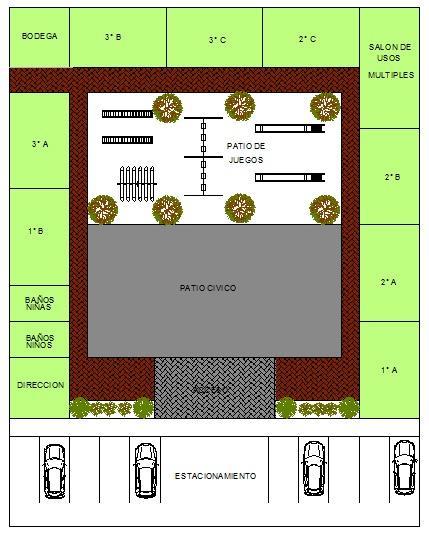 BODEGA
3° B
3° C
2° C
SALON DE
USOS
MULTIPLES
3° A
PATIO DE
JUEGOS
2° B
1° B
PATIO CIVICO
2° A
BAÑOS
NIÑAS
BAÑOS
NIÑOS
DIRECCION
1° A
ESTACIONAMIENTO